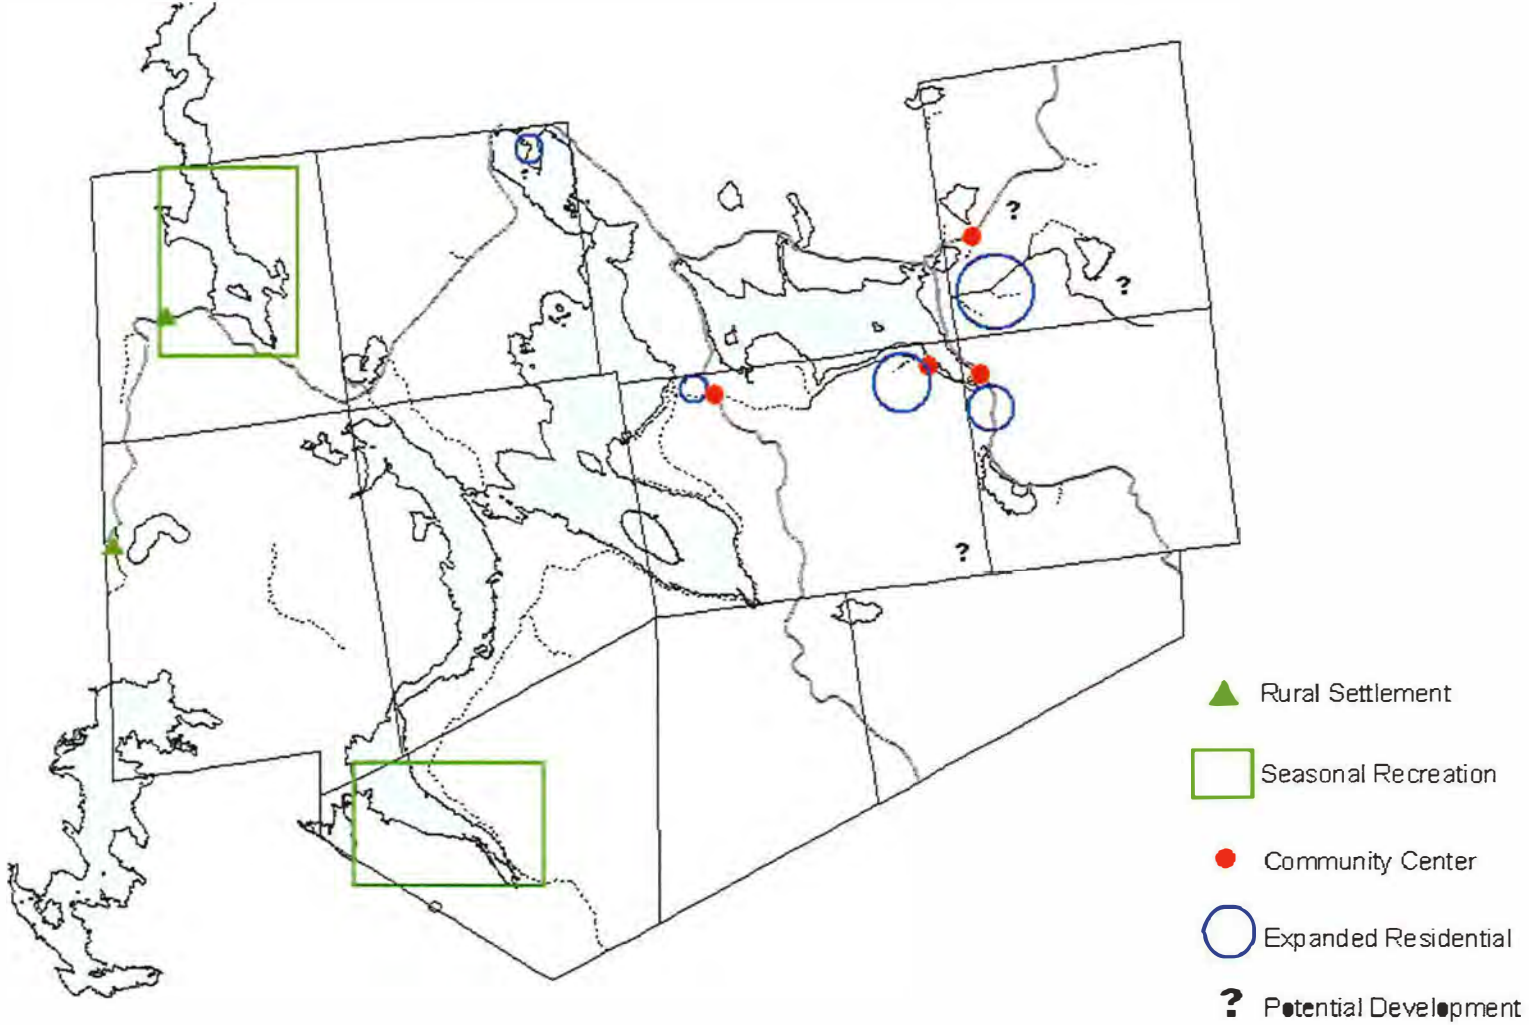 ?
?
?
?
Rural Settlement
Seasonal Recreation
Community Center
Expanded Residential
? Potential Development